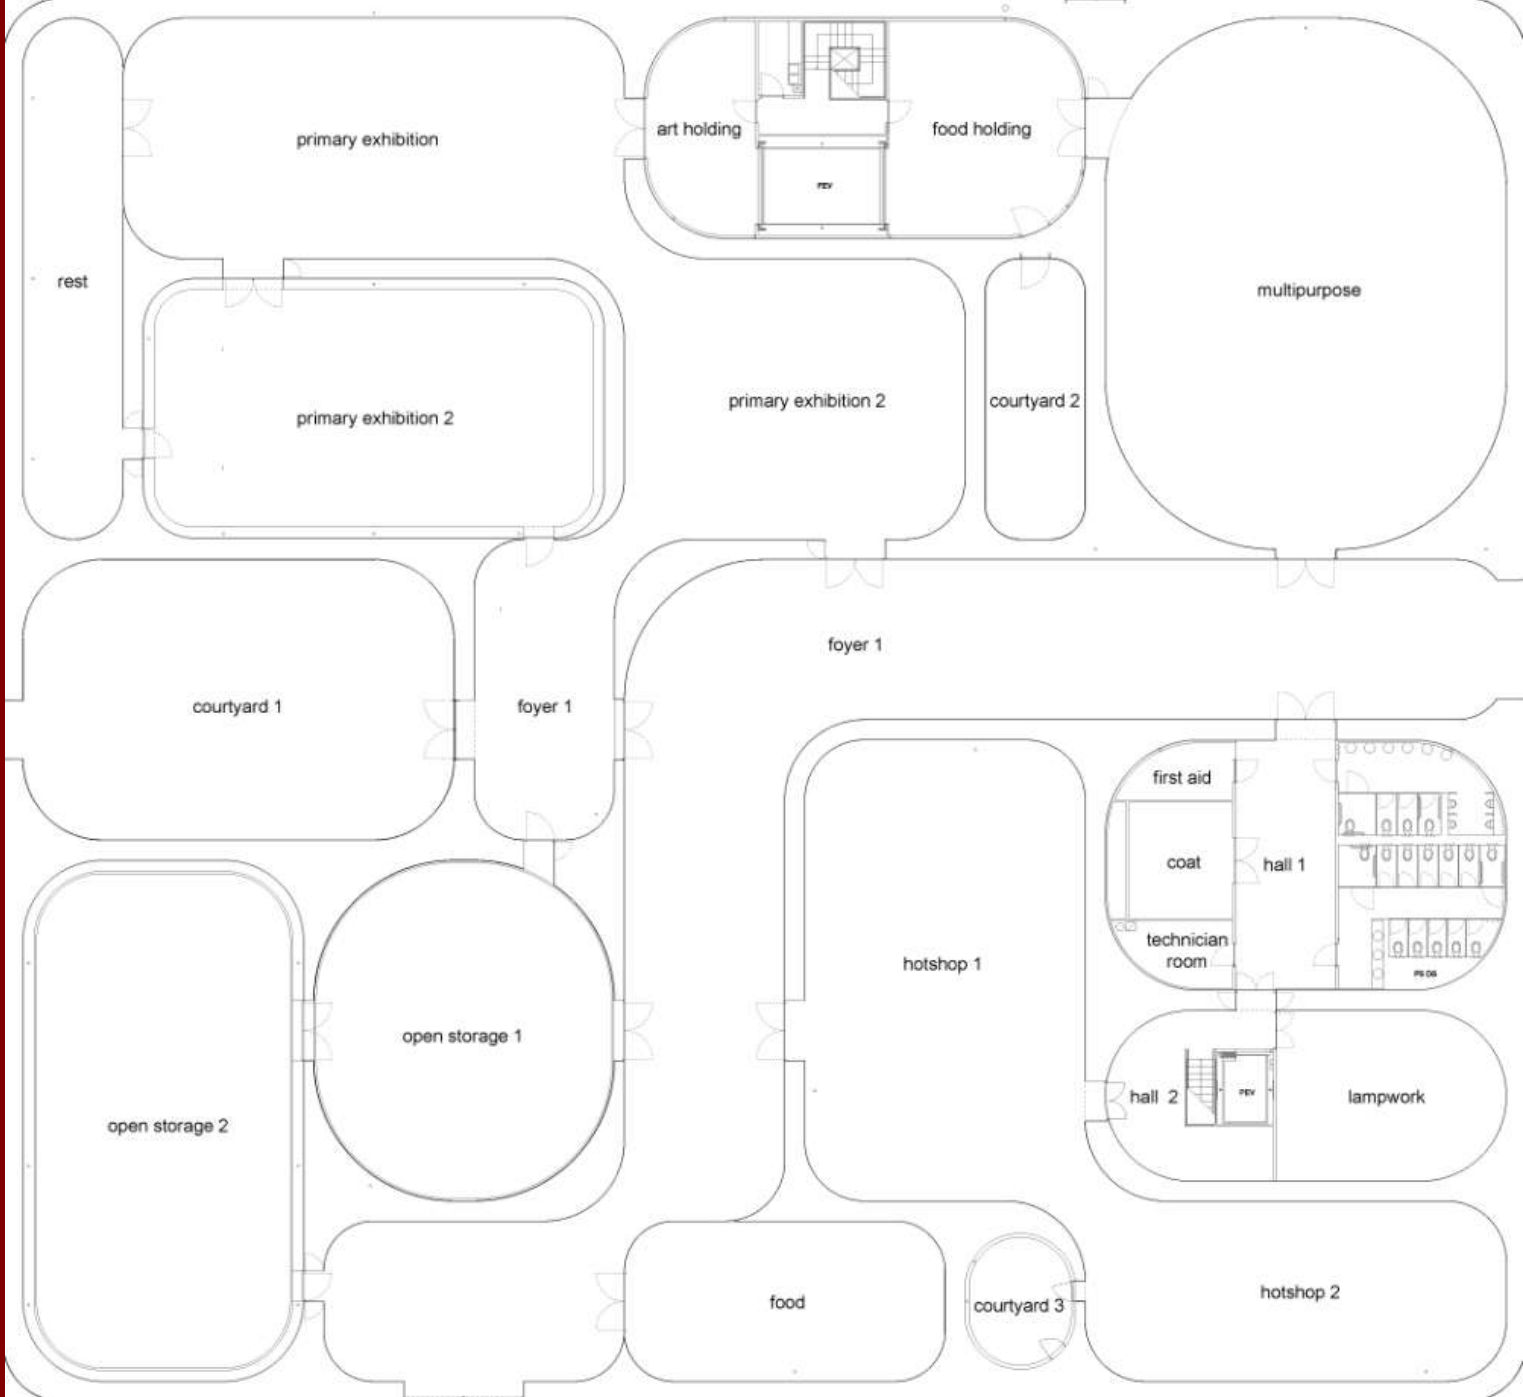 primary exhibition
art holding
food holding
PEV
rest
multipurpose
primary exhibition 2
primary exhibition 2
courtyard 2
foyer 1
courtyard 1
foyer 1
first aid
coat
hall 1
technician
room
hotshop 1
open storage 1
hall 2
PEV
lampwork
open storage 2
hotshop 2
food
courtyard 3